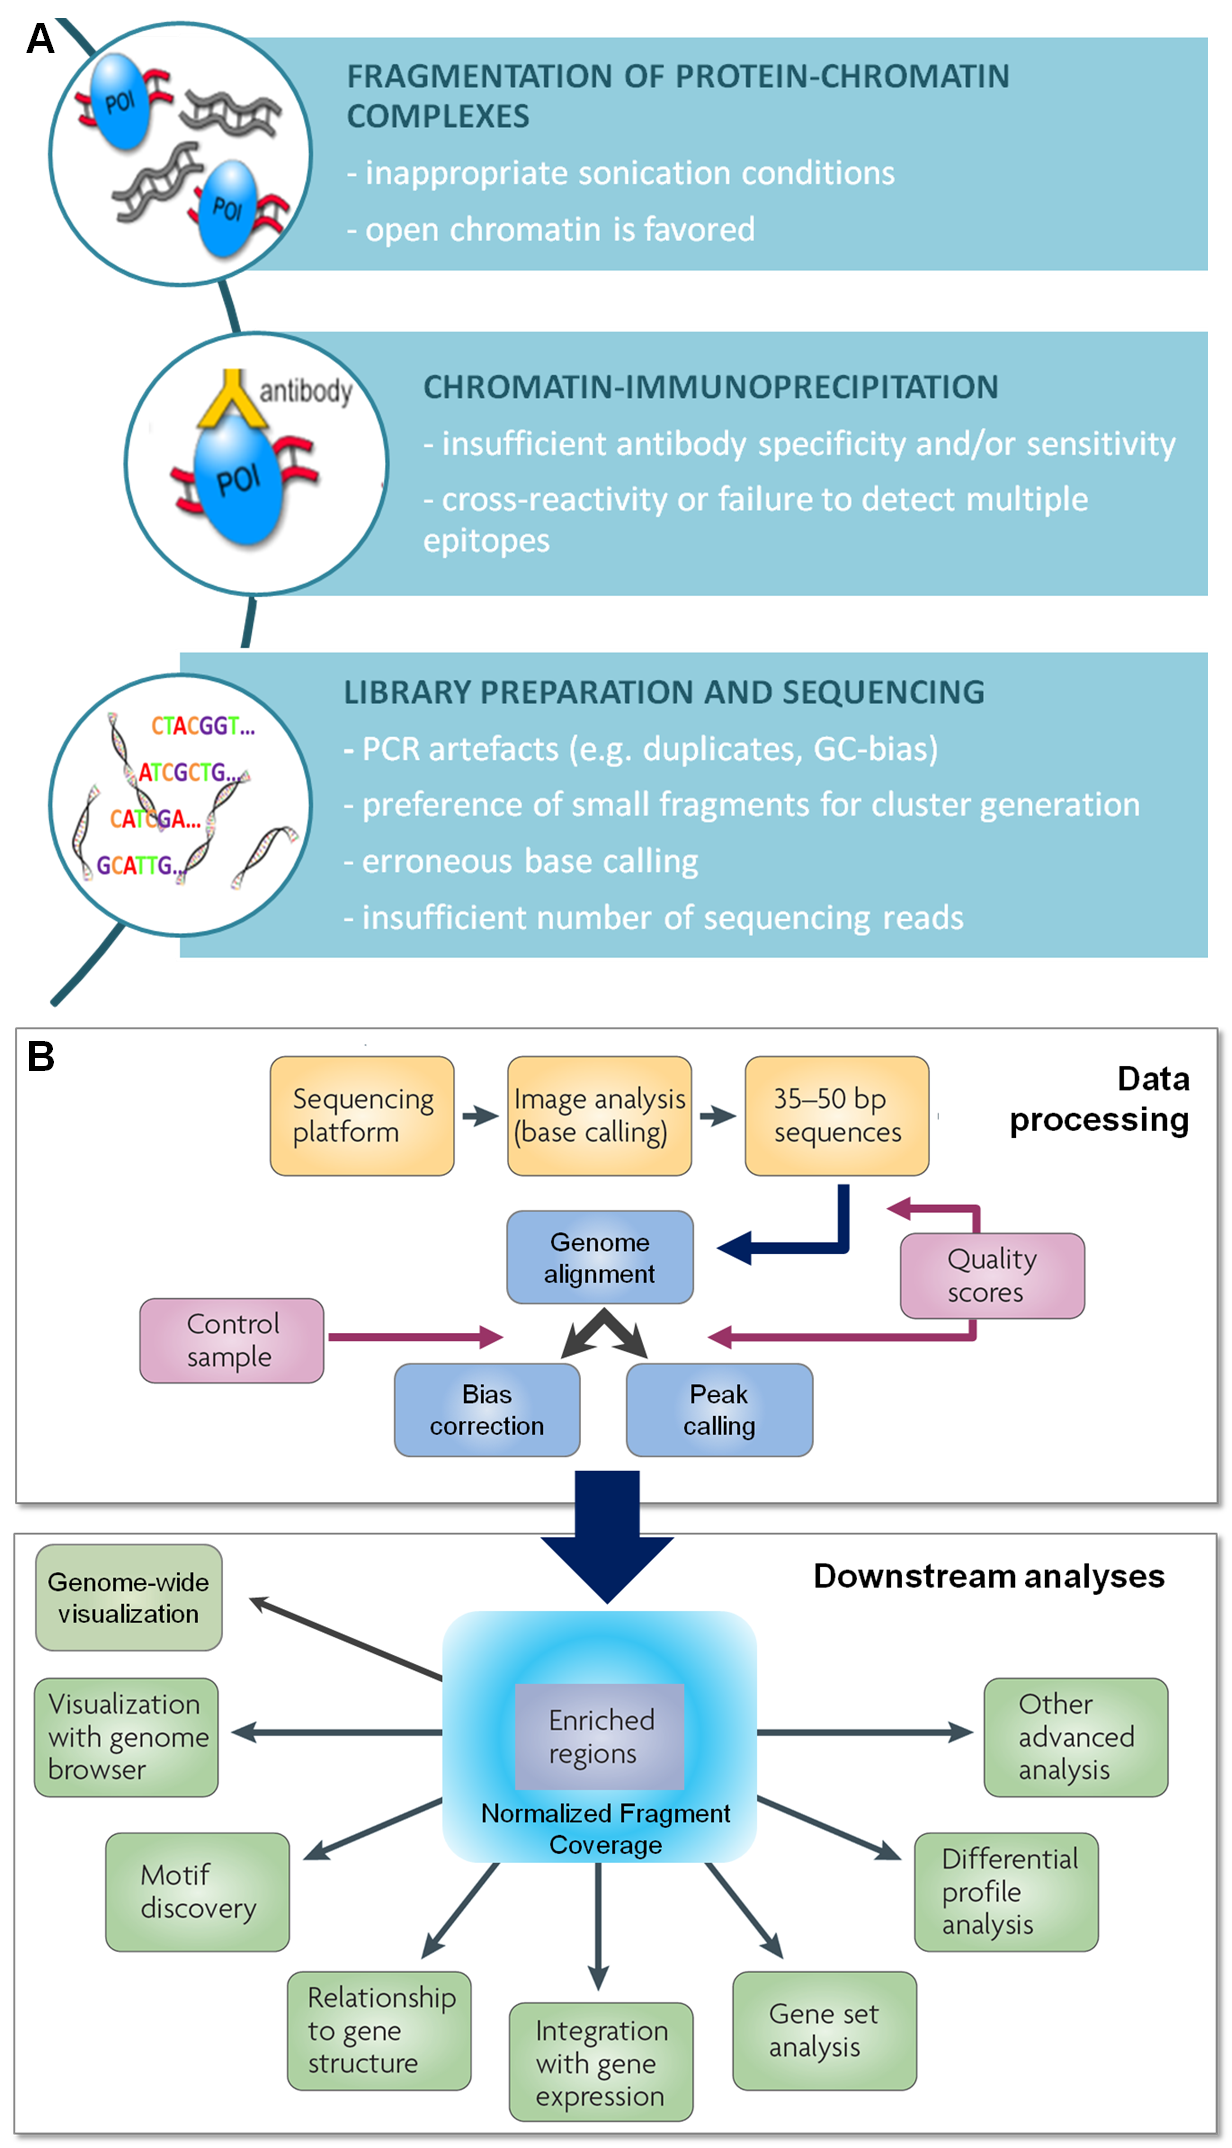 A
POI
POI
FRAGMENTATION OF PROTEIN-CHROMATIN
COMPLEXES
- inappropriate sonication conditions
- open chromatin is favored
antibody
POI
CHROMATIN-IMMUNOPRECIPITATION
- insufficient antibody specificity and/or sensitivity
- cross-reactivity or failure to detect multiple
epitopes
CTACGGT...
ATCGCTG...
CATCGA...
GCATTG...
LIBRARY PREPARATION AND SEQUENCING
- PCR artefacts (e.g. duplicates, GC-bias)
- preference of small fragments for cluster generation
- erroneous base calling
- insufficient number of sequencing reads
B
Data
processing
Sequencing
platform
Image analysis
(base calling)
35–50 bp
sequences
Genome
alignment
Quality
scores
Control
sample
Bias
correction
Peak
calling
Downstream analyses
Genome-wide
visualization
Visualization
with genome
browser
Enriched
regions
Normalized Fragment
Coverage
Other
advanced
analysis
Motif
discovery
Differential
profile
analysis
Relationship
to gene
structure
Integration
with gene
expression
Gene set
analysis